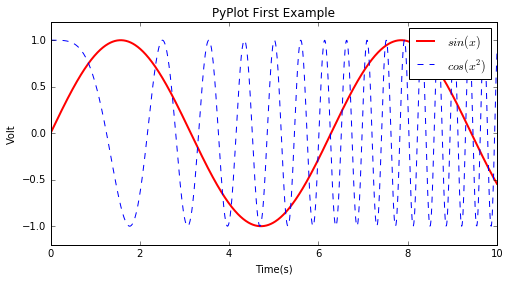 PyPlot First Example
sin(x)
cos(x²)
1.0
0.5
0.0
−0.5
−1.0
Volt
0 2 4 6 8 10
Time(s)